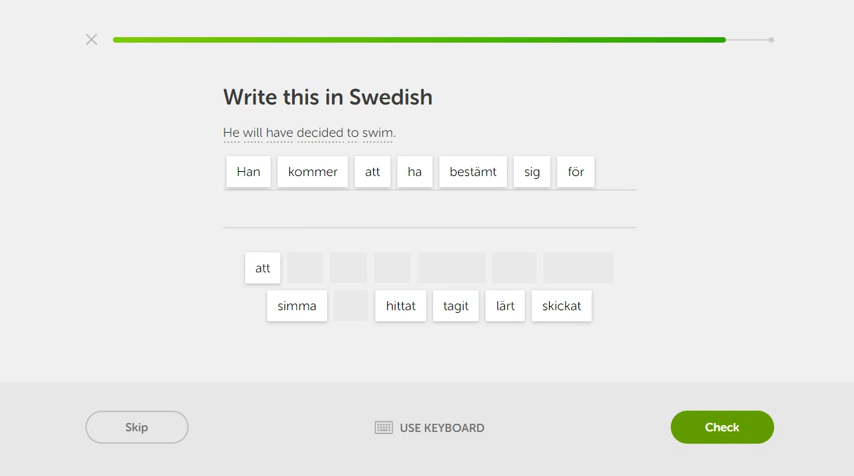 Write this in Swedish
He will have decided to swim.
Han kommer att ha bestämt sig för
att
simma hittat tagit lärt skickat
Skip USE KEYBOARD Check